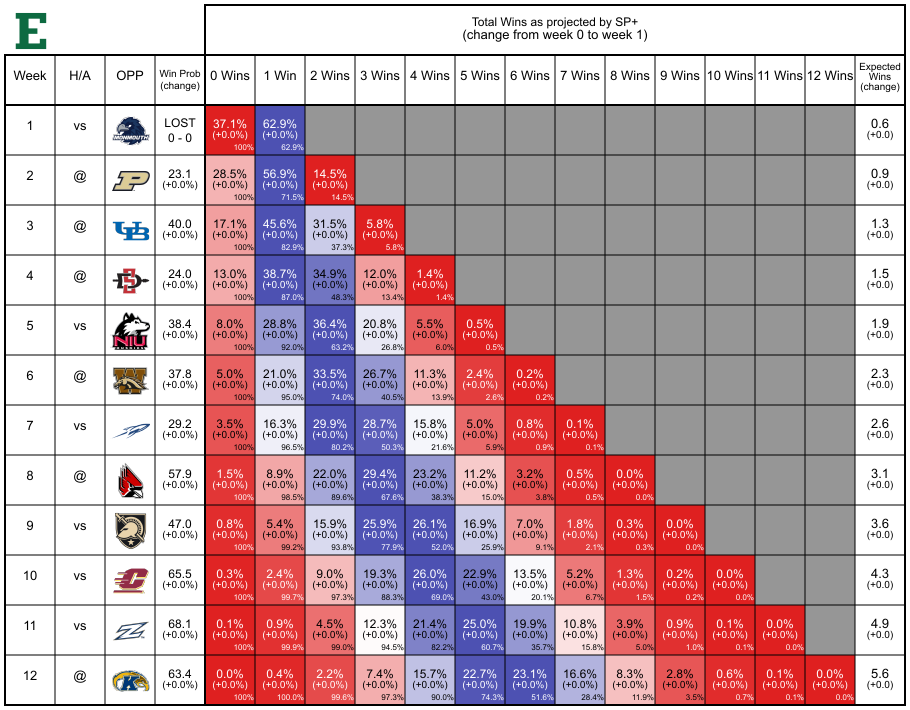 E
Total Wins as projected by SP+
(change from week 0 to week 1)
Week H/A OPP Win Prob (change) 0 Wins 1 Win 2 Wins 3 Wins 4 Wins 5 Wins 6 Wins 7 Wins 8 Wins 9 Wins 10 Wins 11 Wins 12 Wins Expected Wins (change)
1 vs MONMOUTH LOST 37.1% 62.9% 0.6
0 - 0 (+0.0%) (+0.0%) (+0.0)
100% 62.9%
2 @ P 23.1 28.5% 56.9% 14.5% 0.9
(+0.0%) (+0.0%) (+0.0%) (+0.0%) (+0.0)
100% 71.5% 14.5%
3 @ UB 40.0 17.1% 45.6% 31.5% 5.8% 1.3
(+0.0%) (+0.0%) (+0.0%) (+0.0%) (+0.0%) (+0.0)
100% 82.9% 37.3% 5.8%
4 @ SD 24.0 13.0% 38.7% 34.9% 12.0% 1.4% 1.5
(+0.0%) (+0.0%) (+0.0%) (+0.0%) (+0.0%) (+0.0%) (+0.0)
100% 87.0% 48.3% 13.4% 1.4%
5 vs NIU 38.4 8.0% 28.8% 36.4% 20.8% 5.5% 0.5% 1.9
(+0.0%) (+0.0%) (+0.0%) (+0.0%) (+0.0%) (+0.0%) (+0.0%) (+0.0)
100% 92.0% 63.2% 26.8% 6.0% 0.5%
6 @ W 37.8 5.0% 21.0% 33.5% 26.7% 11.3% 2.4% 0.2% 2.3
(+0.0%) (+0.0%) (+0.0%) (+0.0%) (+0.0%) (+0.0%) (+0.0%) (+0.0%) (+0.0)
100% 95.0% 74.0% 40.5% 13.9% 2.6% 0.2%
7 vs 29.2 3.5% 16.3% 29.9% 28.7% 15.8% 5.0% 0.8% 0.1% 2.6
(+0.0%) (+0.0%) (+0.0%) (+0.0%) (+0.0%) (+0.0%) (+0.0%) (+0.0%) (+0.0%) (+0.0)
100% 96.5% 80.2% 50.3% 21.6% 5.9% 0.9% 0.1%
8 @ 57.9 1.5% 8.9% 22.0% 29.4% 23.2% 11.2% 3.2% 0.5% 0.0% 3.1
(+0.0%) (+0.0%) (+0.0%) (+0.0%) (+0.0%) (+0.0%) (+0.0%) (+0.0%) (+0.0%) (+0.0%) (+0.0)
100% 98.5% 89.6% 67.6% 38.3% 15.0% 3.8% 0.5% 0.0%
9 vs 47.0 0.8% 5.4% 15.9% 25.9% 26.1% 16.9% 7.0% 1.8% 0.3% 0.0% 3.6
(+0.0%) (+0.0%) (+0.0%) (+0.0%) (+0.0%) (+0.0%) (+0.0%) (+0.0%) (+0.0%) (+0.0%) (+0.0%) (+0.0)
100% 99.2% 93.8% 77.9% 52.0% 25.9% 9.1% 2.1% 0.3% 0.0%
10 vs C 65.5 0.3% 2.4% 9.0% 19.3% 26.0% 22.9% 13.5% 5.2% 1.3% 0.2% 0.0% 4.3
(+0.0%) (+0.0%) (+0.0%) (+0.0%) (+0.0%) (+0.0%) (+0.0%) (+0.0%) (+0.0%) (+0.0%) (+0.0%) (+0.0%) (+0.0)
100% 99.7% 97.3% 88.3% 69.0% 43.0% 20.1% 6.7% 1.5% 0.2% 0.0%
11 vs Z 68.1 0.1% 0.9% 4.5% 12.3% 21.4% 25.0% 19.9% 10.8% 3.9% 0.9% 0.1% 0.0% 4.9
(+0.0%) (+0.0%) (+0.0%) (+0.0%) (+0.0%) (+0.0%) (+0.0%) (+0.0%) (+0.0%) (+0.0%) (+0.0%) (+0.0%) (+0.0%) (+0.0)
100% 99.9% 99.0% 94.5% 82.2% 60.7% 35.7% 15.8% 5.0% 1.0% 0.1% 0.0%
12 @ K 63.4 0.0% 0.4% 2.2% 7.4% 15.7% 22.7% 23.1% 16.6% 8.3% 2.8% 0.6% 0.1% 0.0% 5.6
(+0.0%) (+0.0%) (+0.0%) (+0.0%) (+0.0%) (+0.0%) (+0.0%) (+0.0%) (+0.0%) (+0.0%) (+0.0%) (+0.0%) (+0.0%) (+0.0%) (+0.0)
100% 100.0% 99.6% 97.3% 90.0% 74.3% 51.6% 28.4% 11.9% 3.5% 0.7% 0.1% 0.0%